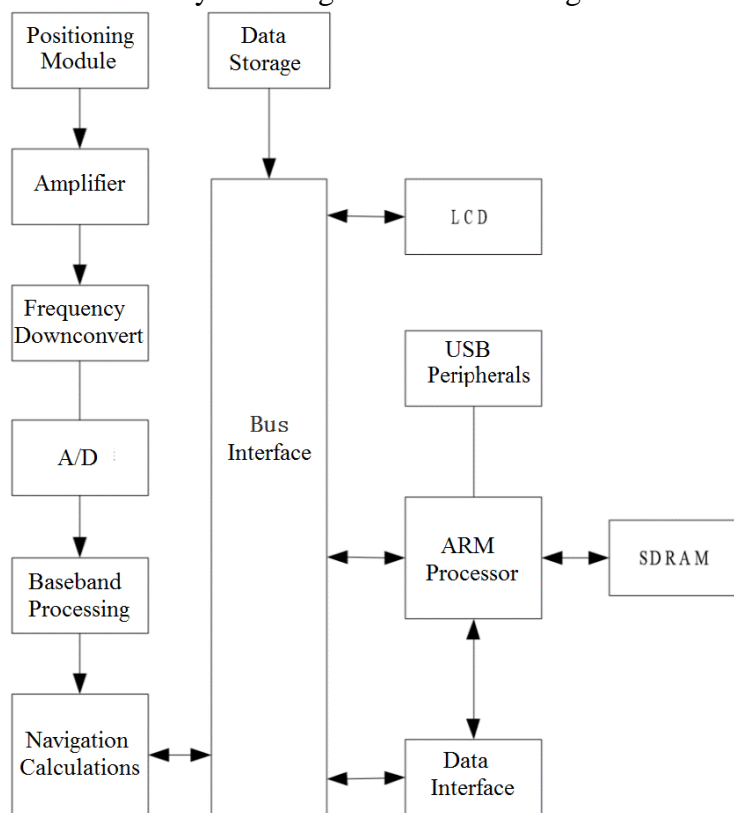 Positioning
Module
Data
Storage
Amplifier
LCD
Frequency
Downconvert
USB
Peripherals
Bus
Interface
A/D
ARM
Processor
SDRAM
Baseband
Processing
Navigation
Calculations
Data
Interface